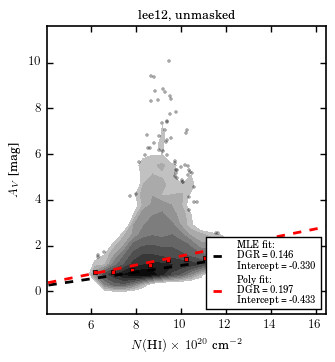 lee12, unmasked
10
8
6
4
2
0
A_V [mag]
MLE fit:
DGR = 0.146
Intercept = -0.330
Poly fit:
DGR = 0.197
Intercept = -0.433
6 8 10 12 14 16
N(HI) × 10^20 cm^−2